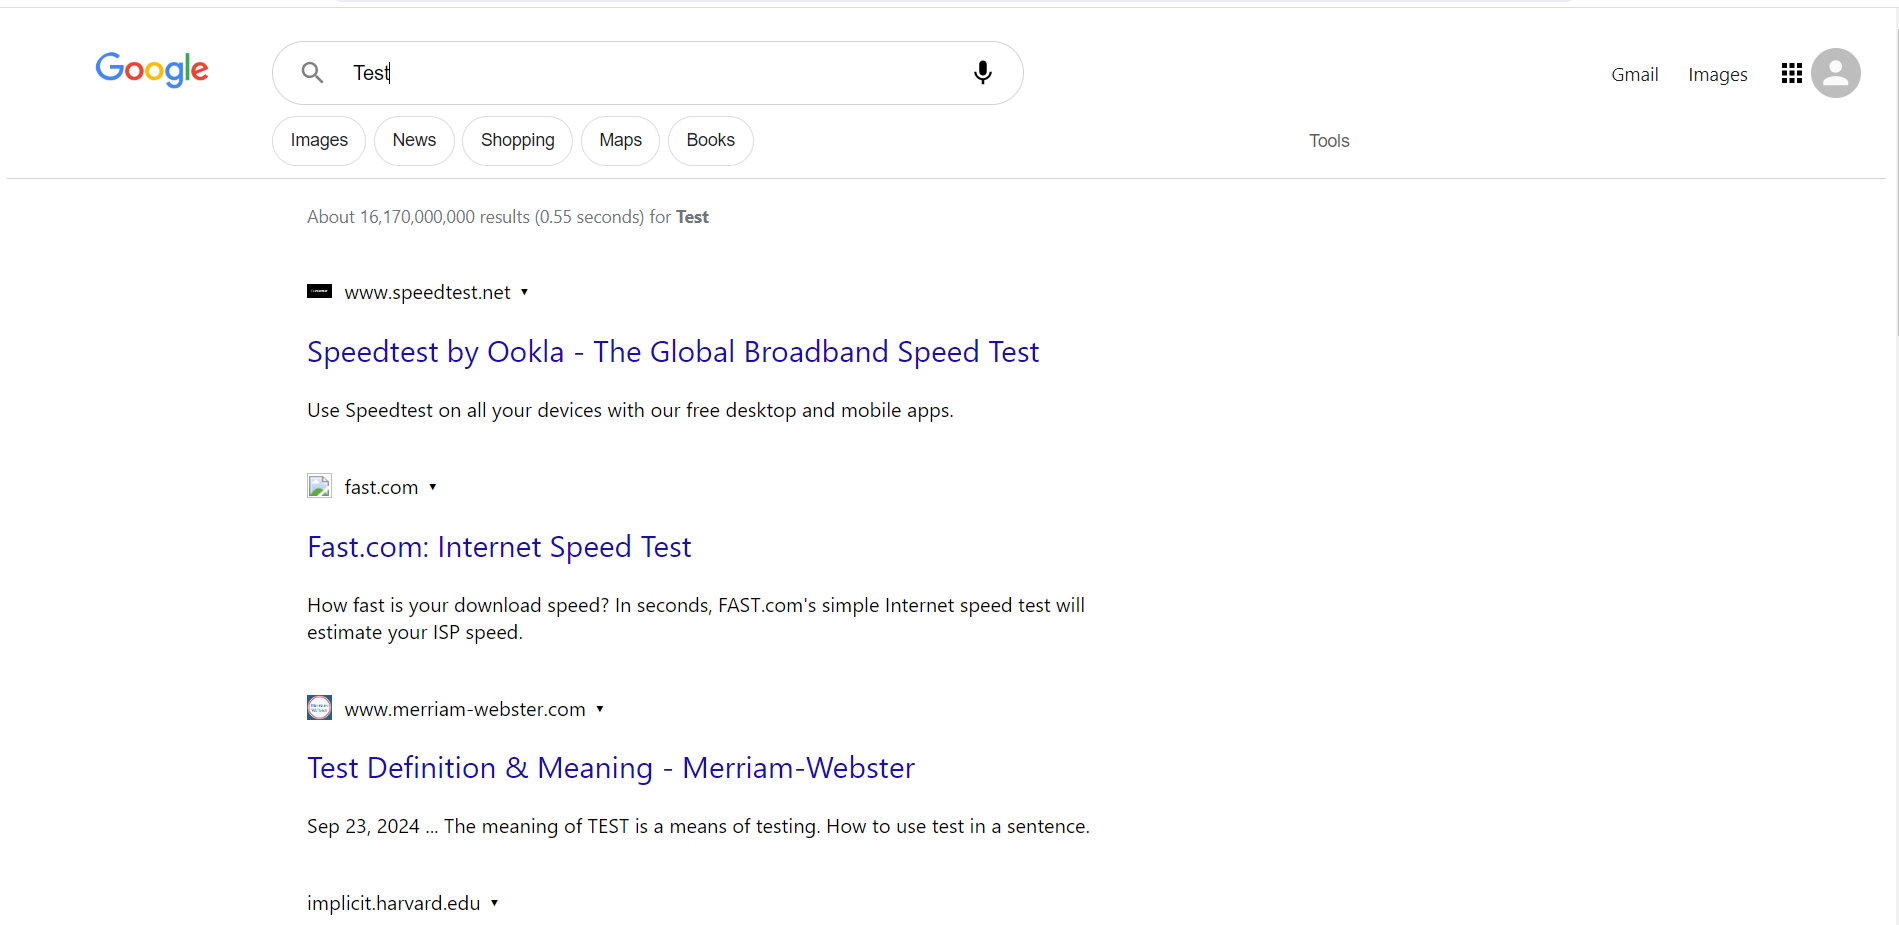 Google
Test
Gmail
Images
Images
News
Shopping
Maps
Books
Tools
About 16,170,000,000 results (0.55 seconds) for Test
www.speedtest.net ▼
Speedtest by Ookla - The Global Broadband Speed Test
Use Speedtest on all your devices with our free desktop and mobile apps.
fast.com ▼
Fast.com: Internet Speed Test
How fast is your download speed? In seconds, FAST.com's simple Internet speed test will
estimate your ISP speed.
www.merriam-webster.com ▼
Test Definition & Meaning - Merriam-Webster
Sep 23, 2024 ... The meaning of TEST is a means of testing. How to use test in a sentence.
implicit.harvard.edu ▼